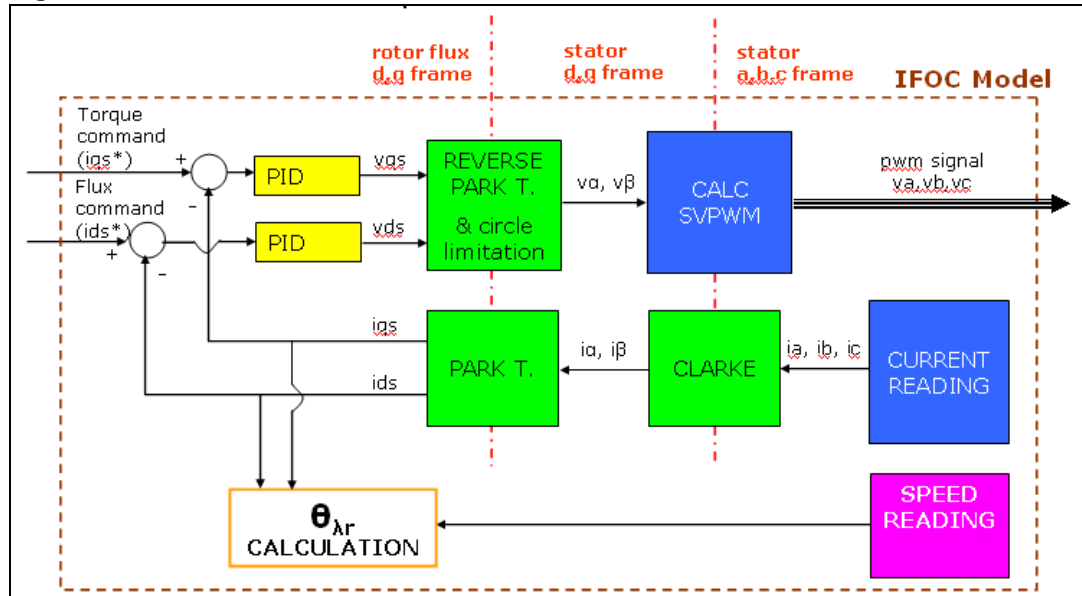 rotor flux
d,q frame
stator
d,q frame
stator
a,b,c frame
IFOC Model
Torque
command
(iqs*)
+
-
PID
vqs
REVERSE
PARK T.
& circle
limitation
vα, vβ
CALC
SVPWM
pwm signal
va,vb,vc
Flux
command
(ids*)
+
-
PID
vds
iqs
ids
PARK T.
iα, iβ
CLARKE
ia, ib, ic
CURRENT
READING
θλr
CALCULATION
SPEED
READING